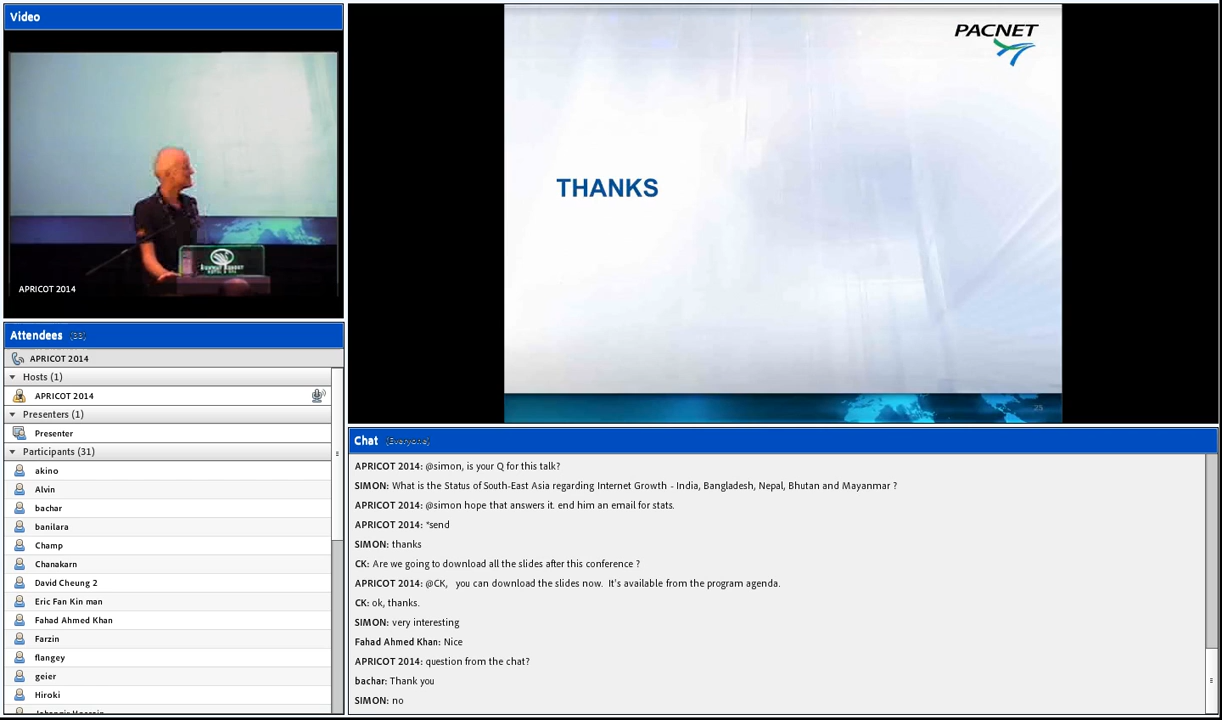 Video
APRICOT 2014
PACNET
THANKS
25
Attendees (33)
APRICOT 2014
Hosts (1)
APRICOT 2014
Presenters (1)
Presenter
Participants (31)
akino
Alvin
bachar
banilara
Champ
Chanakarn
David Cheung 2
Eric Fan Kin man
Fahad Ahmed Khan
Farzin
flangey
geier
Hiroki
Chat (Everyone)
APRICOT 2014: @simon, is your Q for this talk?
SIMON: What is the Status of South-East Asia regarding Internet Growth - India, Bangladesh, Nepal, Bhutan and Mayanmar ?
APRICOT 2014: @simon hope that answers it. end him an email for stats.
APRICOT 2014: *send
SIMON: thanks
CK: Are we going to download all the slides after this conference ?
APRICOT 2014: @CK, you can download the slides now. It's available from the program agenda.
CK: ok, thanks.
SIMON: very interesting
Fahad Ahmed Khan: Nice
APRICOT 2014: question from the chat?
bachar: Thank you
SIMON: no